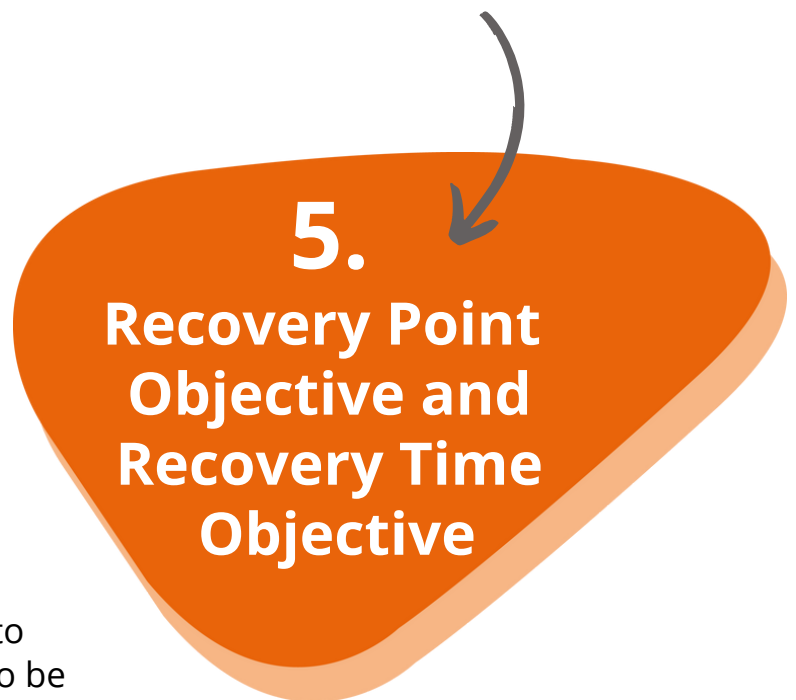 5.
Recovery Point
Objective and
Recovery Time
Objective
to
be